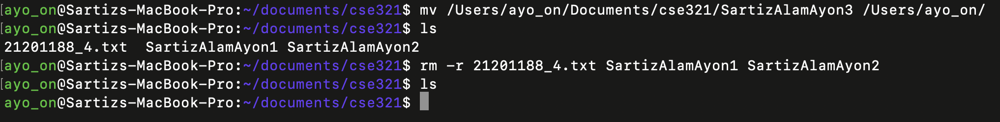 [ayo_on@Sartizs-MacBook-Pro:~/documents/cse321$ mv /Users/ayo_on/Documents/cse321/SartizAlamAyon3 /Users/ayo_on/
[ayo_on@Sartizs-MacBook-Pro:~/documents/cse321$ ls
21201188_4.txt  SartizAlamAyon1 SartizAlamAyon2
[ayo_on@Sartizs-MacBook-Pro:~/documents/cse321$ rm -r 21201188_4.txt SartizAlamAyon1 SartizAlamAyon2
[ayo_on@Sartizs-MacBook-Pro:~/documents/cse321$ ls
ayo_on@Sartizs-MacBook-Pro:~/documents/cse321$